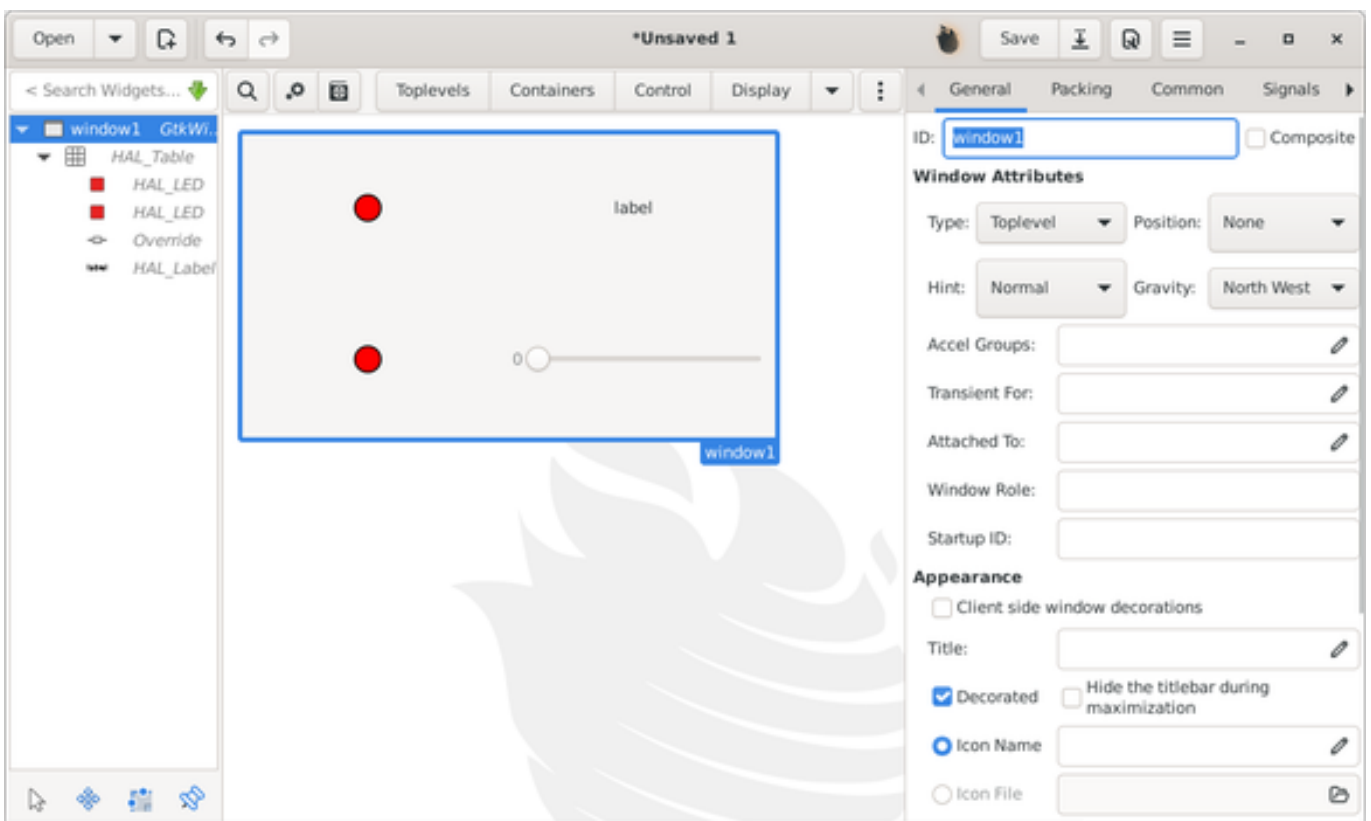 Open
*Unsaved 1
Save
< Search Widgets...
Toplevels Containers Control Display
General Packing Common Signals
window1 GtkWi..
HAL_Table
HAL_LED
HAL_LED
Override
HAL_Label
label
0
window1
ID: window1 Composite
Window Attributes
Type: Toplevel Position: None
Hint: Normal Gravity: North West
Accel Groups:
Transient For:
Attached To:
Window Role:
Startup ID:
Appearance
Client side window decorations
Title:
Decorated Hide the titlebar during
maximization
Icon Name
Icon File